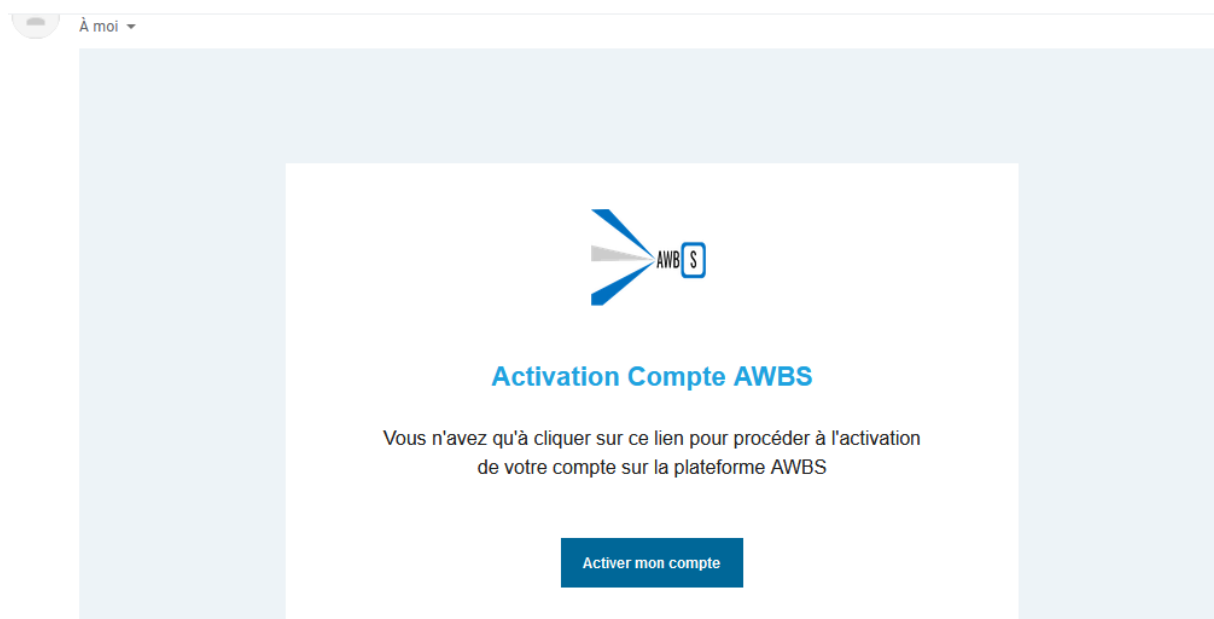 À moi
AWBS
Activation Compte AWBS
Vous n'avez qu'à cliquer sur ce lien pour procéder à l'activation
de votre compte sur la plateforme AWBS
Activer mon compte